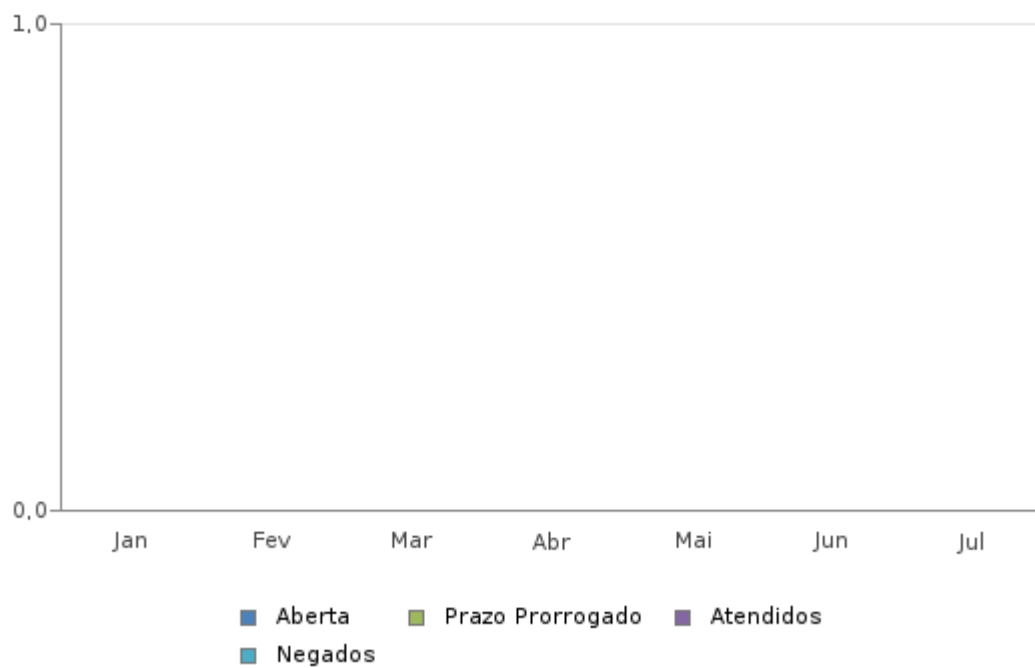 1,0
0,0
Jan Fev Mar Abr Mai Jun Jul
Aberta Prazo Prorrogado Atendidos
Negados